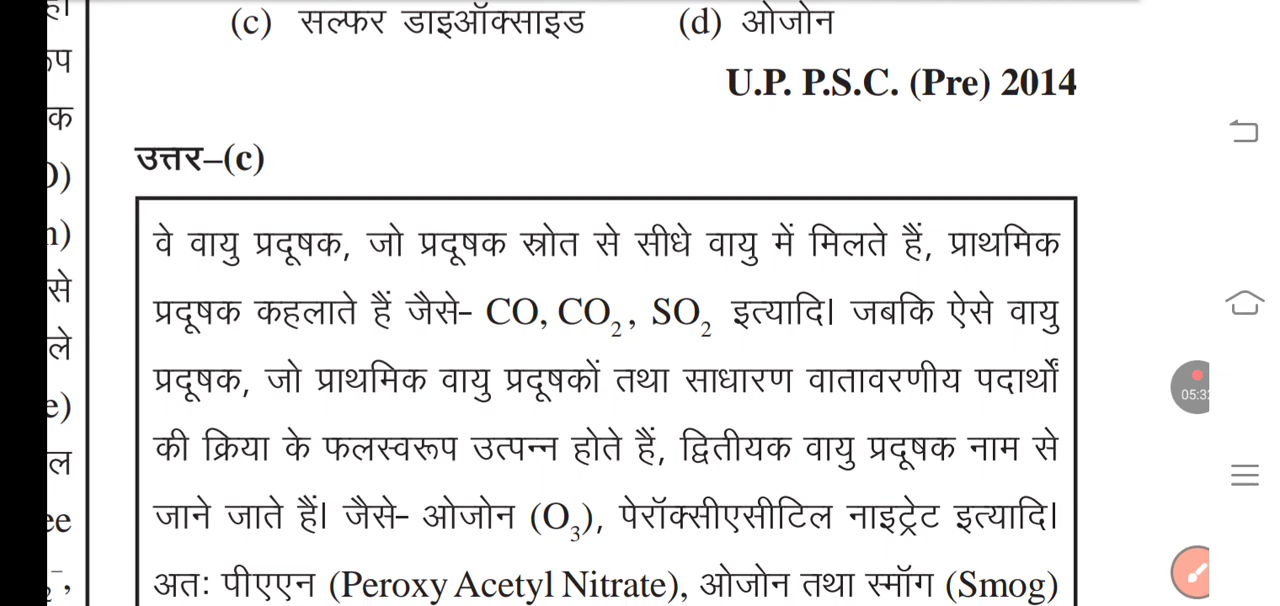 (c) सल्फर डाइऑक्साइड (d) ओजोन
U.P. P.S.C. (Pre) 2014
उत्तर–(c)
वे वायु प्रदूषक, जो प्रदूषक स्रोत से सीधे वायु में मिलते हैं, प्राथमिक
प्रदूषक कहलाते हैं जैसे- CO, CO₂, SO₂ इत्यादि। जबकि ऐसे वायु
प्रदूषक, जो प्राथमिक वायु प्रदूषकों तथा साधारण वातावरणीय पदार्थों
की क्रिया के फलस्वरूप उत्पन्न होते हैं, द्वितीयक वायु प्रदूषक नाम से
जाने जाते हैं। जैसे- ओजोन (O₃), पेरॉक्सीएसीटिल नाइट्रेट इत्यादि।
अतः पीएएन (Peroxy Acetyl Nitrate), ओजोन तथा स्मॉग (Smog)
क
से
ले
ल